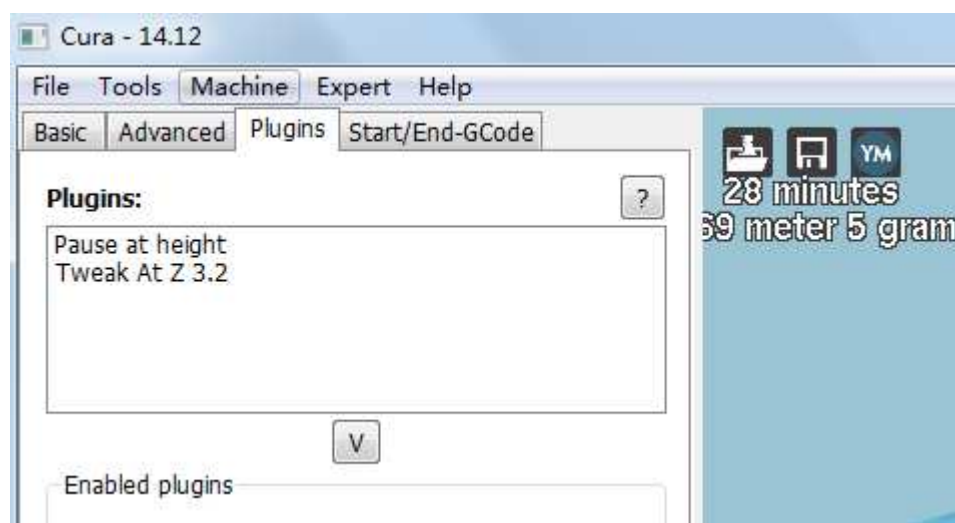 Cura - 14.12
File Tools Machine Expert Help
Basic Advanced Plugins Start/End-GCode
Plugins:
?
Pause at height
Tweak At Z 3.2
V
Enabled plugins
YM
28 minutes
69 meter 5 gram